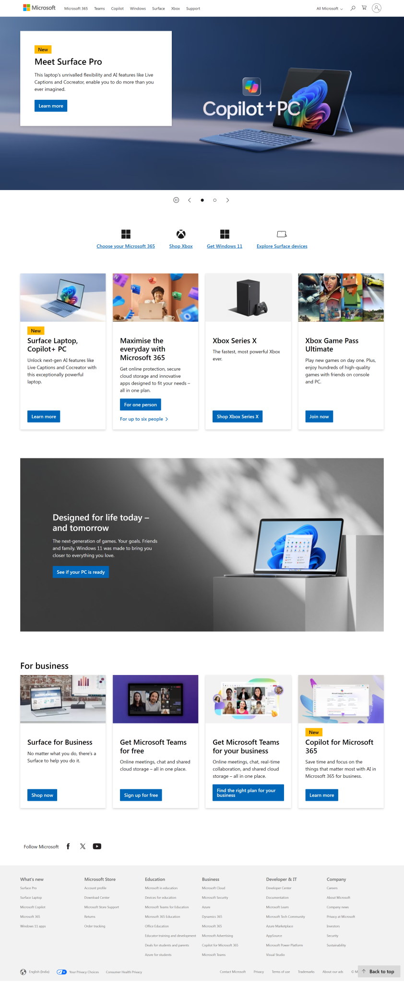 Microsoft
Microsoft 365
Teams
Copilot
Windows
Surface
Xbox
Support
All Microsoft
New
Meet Surface Pro
This laptop's unrivalled flexibility and AI features like Live
Captions and Cocreator, enable you to do more than you
ever imagined.
Learn more
Copilot+PC
Choose your Microsoft 365
Shop Xbox
Get Windows 11
Explore Surface devices
New
Surface Laptop,
Copilot+ PC
Unlock next-gen AI features like
Live Captions and Cocreator with
this exceptionally powerful
laptop.
Learn more
Maximise the
everyday with
Microsoft 365
Get online protection, secure
cloud storage and innovative
apps designed to fit your needs –
all in one plan.
For one person
For up to six people
Xbox Series X
The fastest, most powerful Xbox
ever.
Shop Xbox Series X
Xbox Game Pass
Ultimate
Play new games on day one. Plus,
enjoy hundreds of high-quality
games with friends on console
and PC.
Join now
Designed for life today –
and tomorrow
The next-generation of games. Your goals. Friends
and family. Windows 11 was made to bring you
closer to everything you love.
See if your PC is ready
For business
Surface for Business
No matter what you do, there's a
Surface to help you do it.
Shop now
Get Microsoft Teams
for free
Online meetings, chat and shared
cloud storage – all in one place.
Sign up for free
Get Microsoft Teams
for your business
Online meetings, chat, real-time
collaboration, and shared cloud
storage – all in one place.
Find the right plan for your
business
New
Copilot for Microsoft
365
Save time and focus on the
things that matter most with AI in
Microsoft 365 for business.
Learn more
Follow Microsoft
What's new
Surface Pro
Surface Laptop
Microsoft Copilot
Microsoft 365
Windows 11 apps
Microsoft Store
Account profile
Download Center
Microsoft Store Support
Returns
Order tracking
Education
Microsoft in education
Devices for education
Microsoft Teams for Education
Microsoft 365 Education
Office Education
Educator training and development
Deals for students and parents
Azure for students
Business
Microsoft Cloud
Microsoft Security
Azure
Dynamics 365
Microsoft 365
Microsoft Advertising
Copilot for Microsoft 365
Microsoft Teams
Developer & IT
Developer Center
Documentation
Microsoft Learn
Microsoft Tech Community
Azure Marketplace
AppSource
Microsoft Power Platform
Visual Studio
Company
Careers
About Microsoft
Company news
Privacy at Microsoft
Investors
Security
Sustainability
English (India)
Your Privacy Choices
Consumer Health Privacy
Contact Microsoft
Privacy
Terms of use
Trademarks
About our ads
© M
Back to top